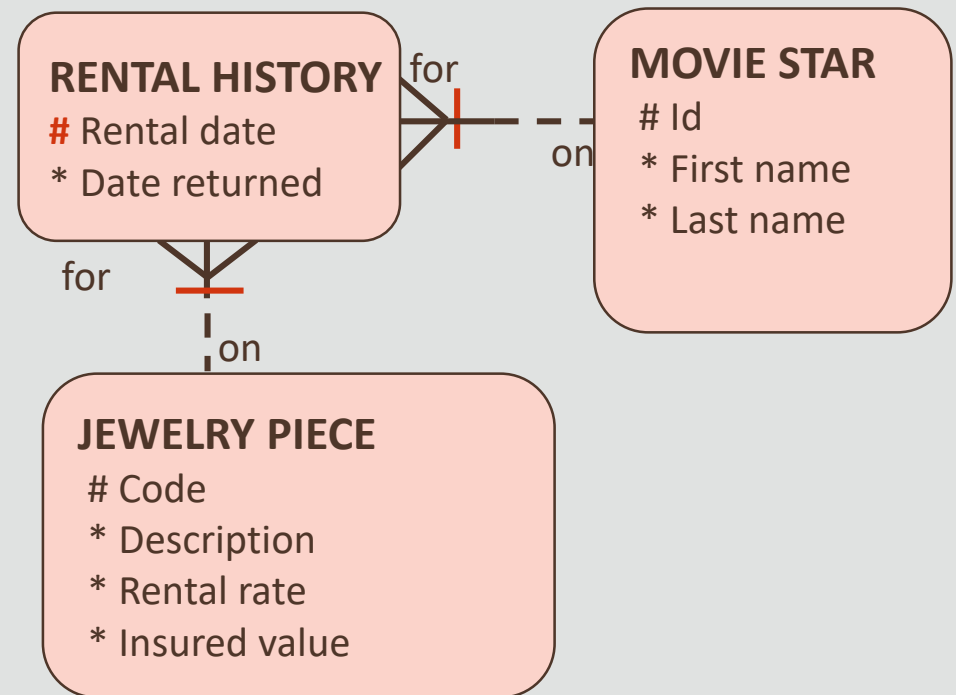 RENTAL HISTORY
# Rental date
* Date returned
for
on
MOVIE STAR
# Id
* First name
* Last name
for
on
JEWELRY PIECE
# Code
* Description
* Rental rate
* Insured value